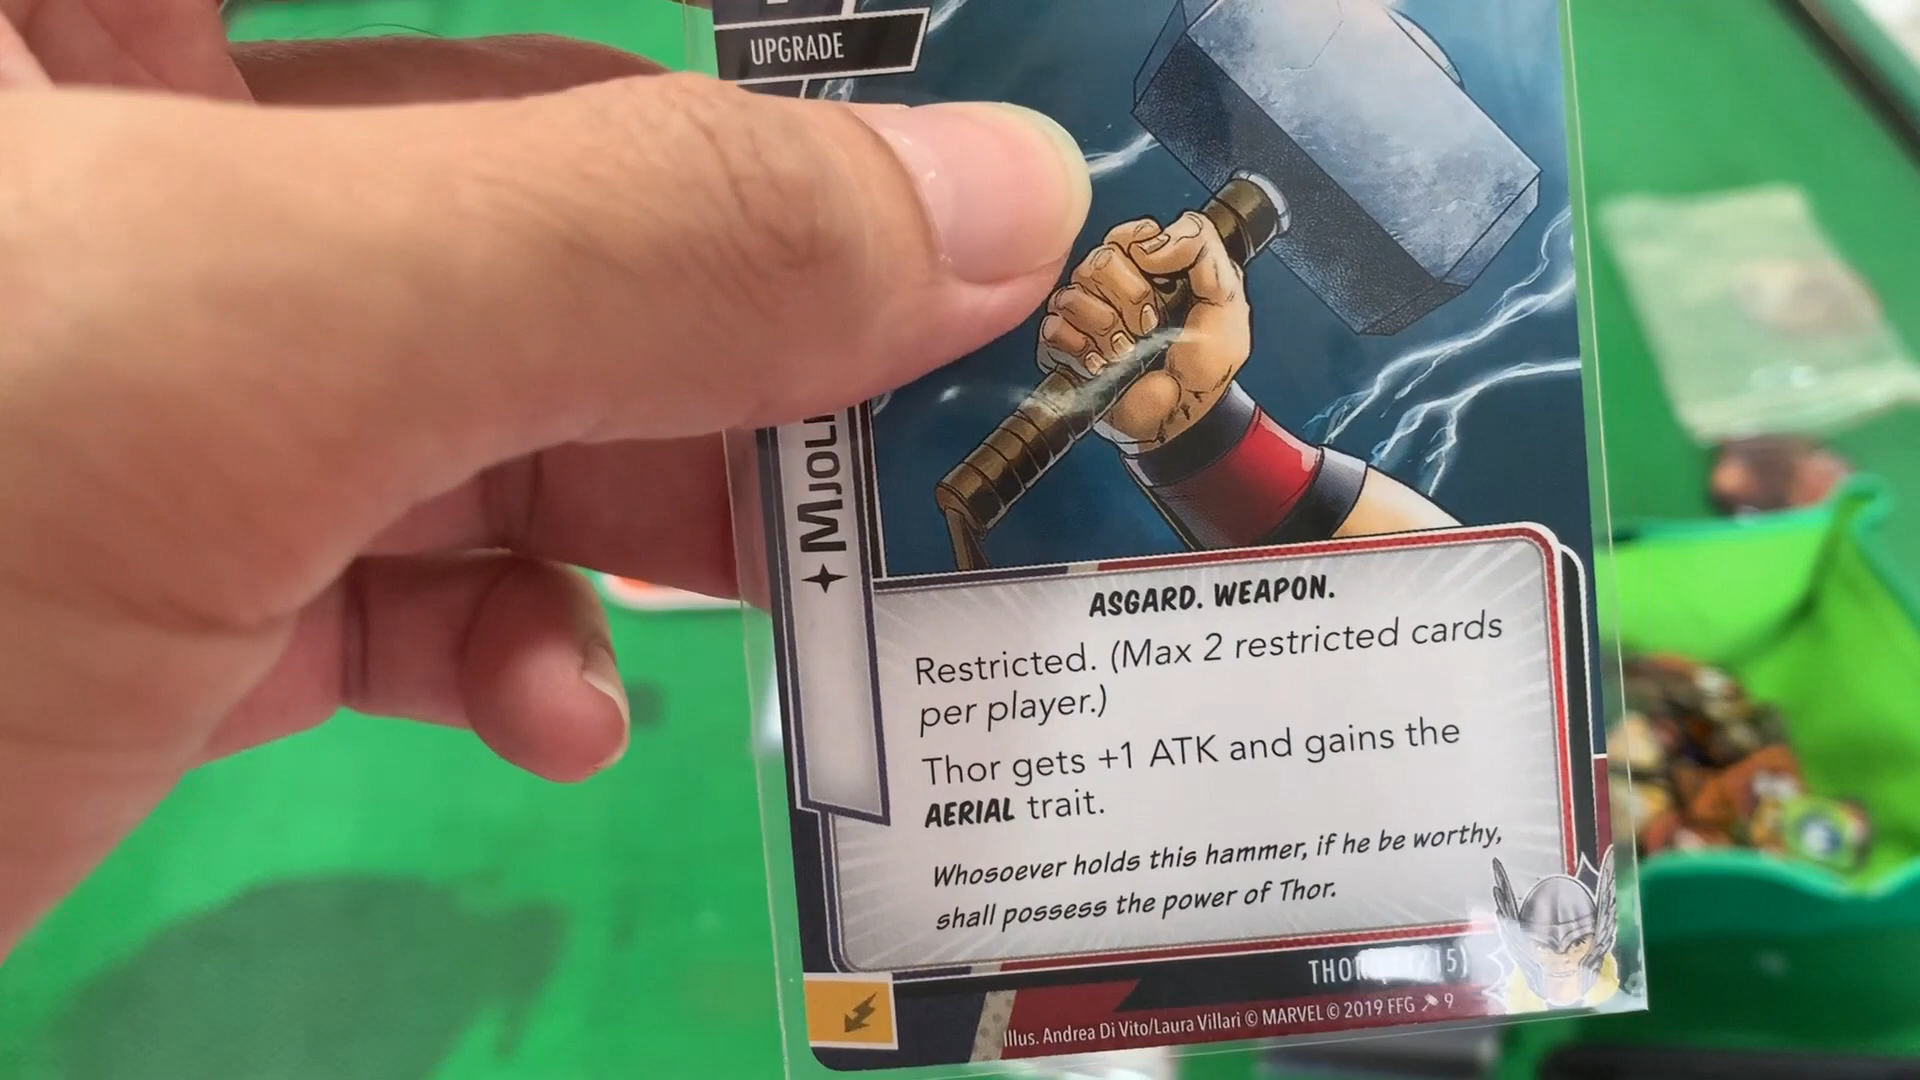 UPGRADE
ASGARD. WEAPON.
Restricted. (Max 2 restricted cards
per player.)
Thor gets +1 ATK and gains the
AERIAL trait.
Whosoever holds this hammer, if he be worthy,
shall possess the power of Thor.
THOR
Illus. Andrea Di Vito/Laura Villari © MARVEL © 2019 FFG 9